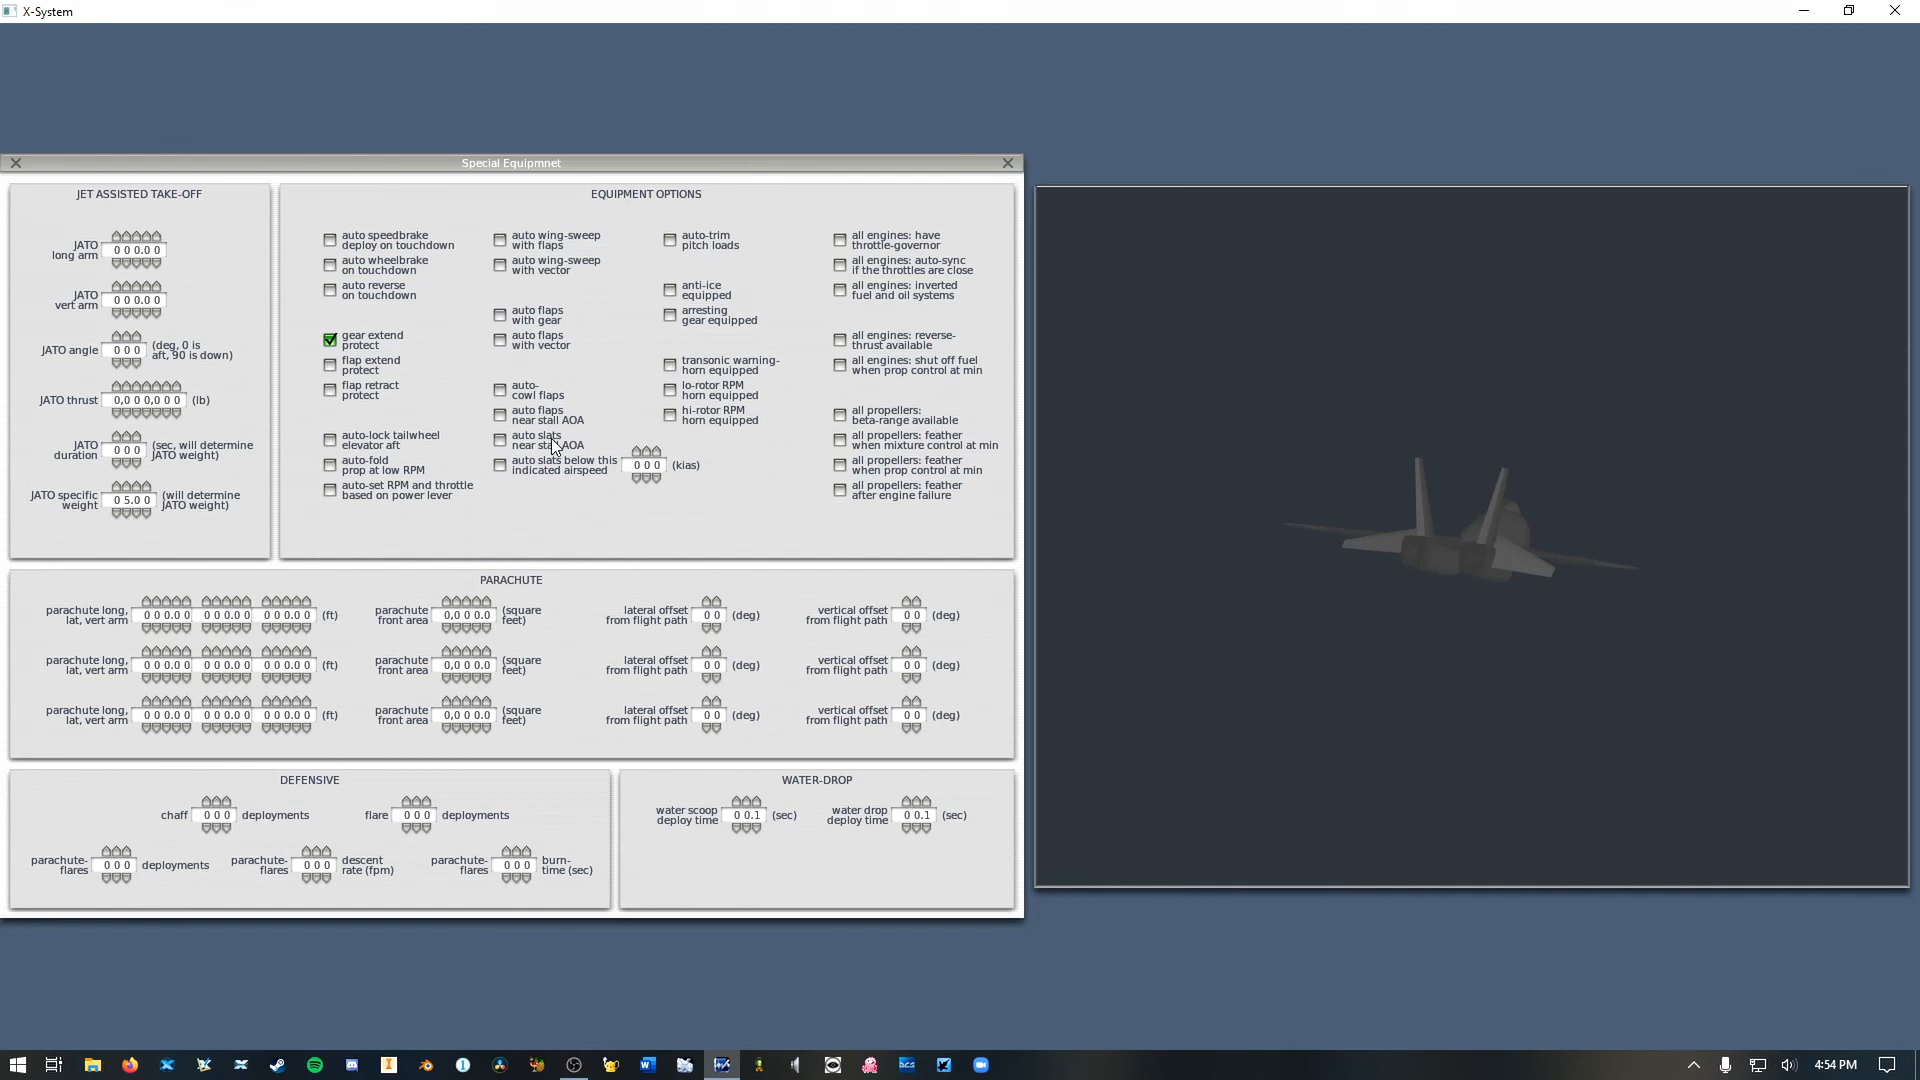 X-System
Special Equipmnet
JET ASSISTED TAKE-OFF
JATO
long arm
0 0 0.0 0
JATO
vert arm
0 0 0.0 0
JATO angle
0 0 0
(deg, 0 is
aft, 90 is down)
JATO thrust
0,0 0 0,0 0 0
(lb)
JATO
duration
0 0 0
(sec, will determine
JATO weight)
JATO specific
weight
0 5.0 0
(will determine
JATO weight)
EQUIPMENT OPTIONS
auto speedbrake
deploy on touchdown
auto wheelbrake
on touchdown
auto reverse
on touchdown
gear extend
protect
flap extend
protect
flap retract
protect
auto-lock tailwheel
elevator aft
auto-fold
prop at low RPM
auto-set RPM and throttle
based on power lever
auto wing-sweep
with flaps
auto wing-sweep
with vector
auto flaps
with gear
auto flaps
with vector
auto-
cowl flaps
auto flaps
near stall AOA
auto slats
near stall AOA
auto slats below this
indicated airspeed
0 0 0
(kias)
auto-trim
pitch loads
anti-ice
equipped
arresting
gear equipped
transonic warning-
horn equipped
lo-rotor RPM
horn equipped
hi-rotor RPM
horn equipped
all engines: have
throttle-governor
all engines: auto-sync
if the throttles are close
all engines: inverted
fuel and oil systems
all engines: reverse-
thrust available
all engines: shut off fuel
when prop control at min
all propellers:
beta-range available
all propellers: feather
when mixture control at min
all propellers: feather
when prop control at min
all propellers: feather
after engine failure
PARACHUTE
parachute long,
lat, vert arm
0 0 0.0 0
0 0 0.0 0
0 0 0.0 0
(ft)
parachute
front area
0,0 0 0.0
(square
feet)
lateral offset
from flight path
0 0
(deg)
vertical offset
from flight path
0 0
(deg)
parachute long,
lat, vert arm
0 0 0.0 0
0 0 0.0 0
0 0 0.0 0
(ft)
parachute
front area
0,0 0 0.0
(square
feet)
lateral offset
from flight path
0 0
(deg)
vertical offset
from flight path
0 0
(deg)
parachute long,
lat, vert arm
0 0 0.0 0
0 0 0.0 0
0 0 0.0 0
(ft)
parachute
front area
0,0 0 0.0
(square
feet)
lateral offset
from flight path
0 0
(deg)
vertical offset
from flight path
0 0
(deg)
DEFENSIVE
chaff
0 0 0
deployments
flare
0 0 0
deployments
parachute-
flares
0 0 0
deployments
parachute-
flares
0 0 0
descent
rate (fpm)
parachute-
flares
0 0 0
burn-
time (sec)
WATER-DROP
water scoop
deploy time
0 0.1
(sec)
water drop
deploy time
0 0.1
(sec)
4:54 PM